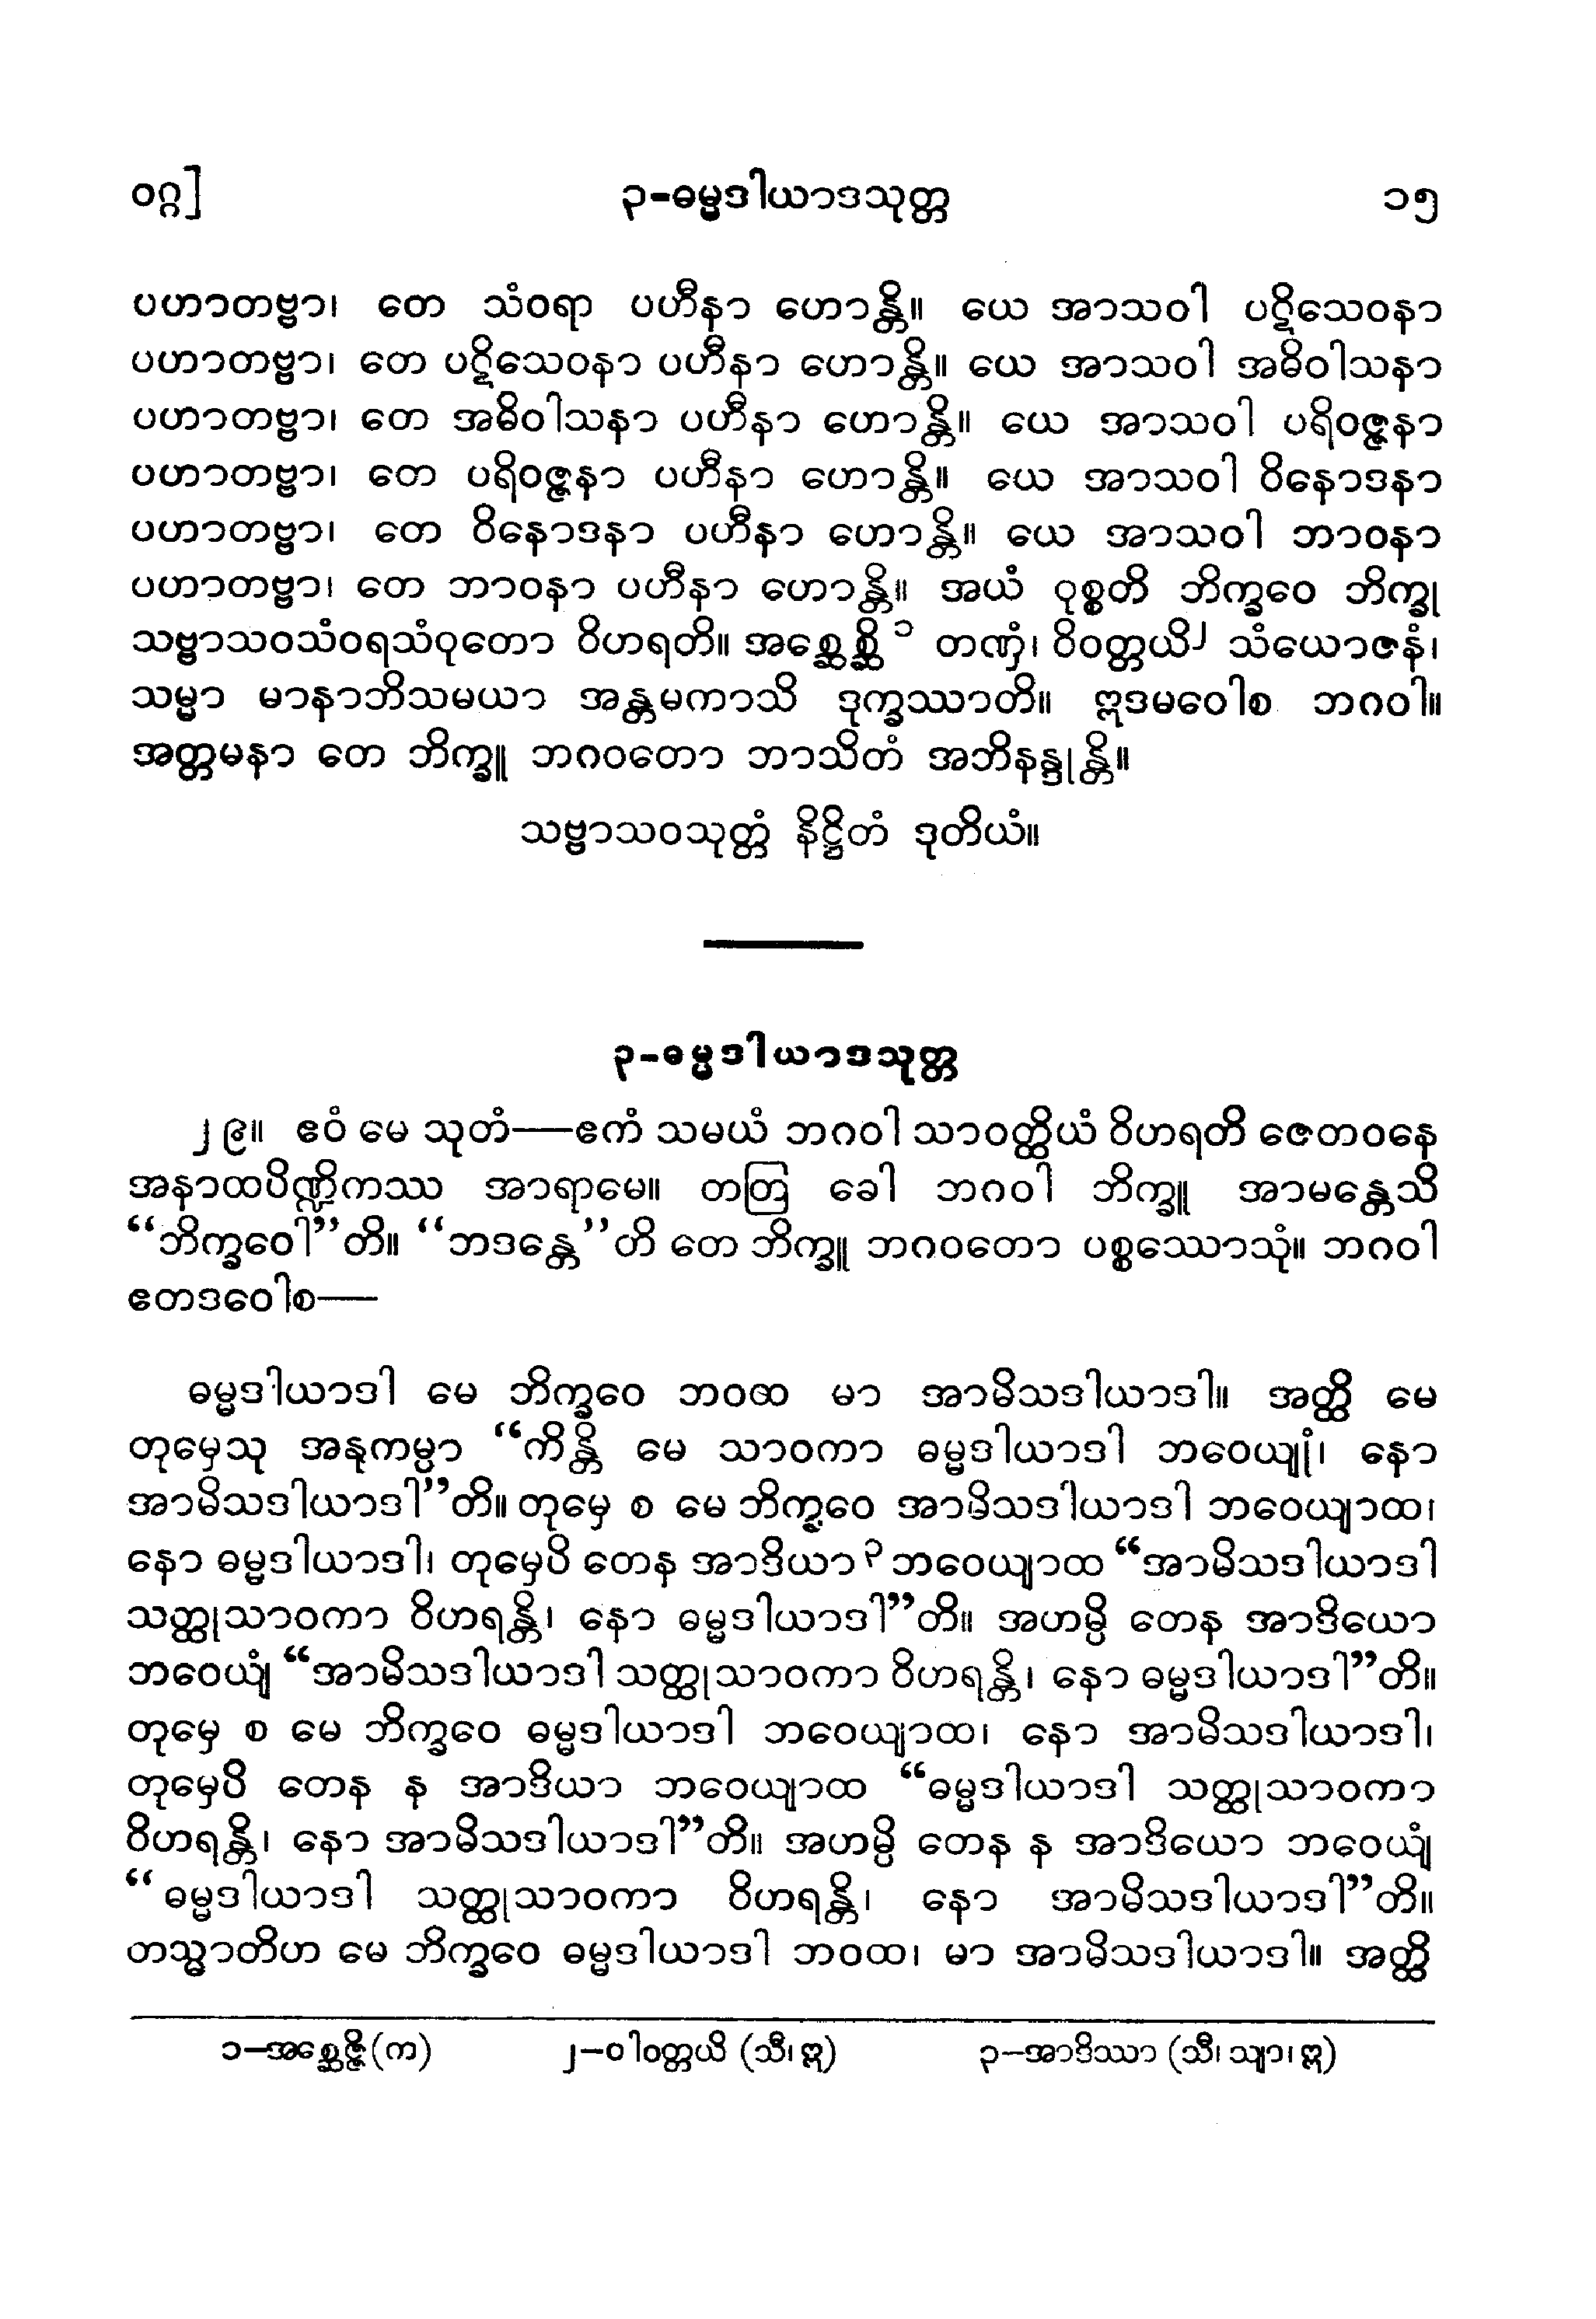 ဝဂ္ဂ] ၃-ဓမ္မဒါယာဒသုတ္တ ၁၅
ပဟာတဗ္ဗာ၊ တေ သံဝရာ ပဟီနာ ဟောန္တိ။ ယေ အာသဝါ ပဋိသေဝနာ
ပဟာတဗ္ဗာ၊ တေ ပဋိသေဝနာ ပဟီနာ ဟောန္တိ။ ယေ အာသဝါ အဓိဝါသနာ
ပဟာတဗ္ဗာ၊ တေ အဓိဝါသနာ ပဟီနာ ဟောန္တိ။ ယေ အာသဝါ ပရိဝဇ္ဇနာ
ပဟာတဗ္ဗာ၊ တေ ပရိဝဇ္ဇနာ ပဟီနာ ဟောန္တိ။ ယေ အာသဝါ ဝိနောဒနာ
ပဟာတဗ္ဗာ၊ တေ ဝိနောဒနာ ပဟီနာ ဟောန္တိ။ ယေ အာသဝါ ဘာဝနာ
ပဟာတဗ္ဗာ၊ တေ ဘာဝနာ ပဟီနာ ဟောန္တိ။ အယံ ဝုစ္စတိ ဘိက္ခဝေ ဘိက္ခု
သဗ္ဗာသဝသံဝရသံဝုတော ဝိဟရတိ။ အစ္ဆေစ္ဆိ ၁ တဏှံ၊ ဝိဝတ္တယိ၂ သံယောဇနံ၊
သမ္မာ မာနာဘိသမယာ အန္တမကာသိ ဒုက္ခဿာတိ။ ဣဒမဝေါစ ဘဂဝါ။
အတ္တမနာ တေ ဘိက္ခူ ဘဂဝတော ဘာသိတံ အဘိနန္ဒုန္တိ။
သဗ္ဗာသဝသုတ္တံ နိဋ္ဌိတံ ဒုတိယံ။
၃-ဓမ္မဒါယာဒသုတ္တ
၂၉။ ဧဝံ မေ သုတံ—ဧကံ သမယံ ဘဂဝါ သာဝတ္ထိယံ ဝိဟရတိ ဇေတဝနေ
အနာထပိဏ္ဍိကဿ အာရာမေ။ တတြ ခေါ ဘဂဝါ ဘိက္ခူ အာမန္တေသိ
“ဘိက္ခဝေါ”တိ။ “ဘဒန္တေ”တိ တေ ဘိက္ခူ ဘဂဝတော ပစ္စဿောသုံ။ ဘဂဝါ
ဧတဒဝေါစ—
ဓမ္မဒါယာဒါ မေ ဘိက္ခဝေ ဘဝထ မာ အာမိသဒါယာဒါ။ အတ္ထိ မေ
တုမှေသု အနုကမ္ပာ “ကိန္တိ မေ သာဝကာ ဓမ္မဒါယာဒါ ဘဝေယျုံ၊ နော
အာမိသဒါယာဒါ”တိ။ တုမှေ စ မေ ဘိက္ခဝေ အာမိသဒါယာဒါ ဘဝေယျာထ၊
နော ဓမ္မဒါယာဒါ၊ တုမှေပိ တေန အာဒိယာ ၃ ဘဝေယျာထ “အာမိသဒါယာဒါ
သတ္ထုသာဝကာ ဝိဟရန္တိ၊ နော ဓမ္မဒါယာဒါ”တိ။ အဟမ္ပိ တေန အာဒိယော
ဘဝေယျံ “အာမိသဒါယာဒါ သတ္ထုသာဝကာ ဝိဟရန္တိ၊ နော ဓမ္မဒါယာဒါ”တိ။
တုမှေ စ မေ ဘိက္ခဝေ ဓမ္မဒါယာဒါ ဘဝေယျာထ၊ နော အာမိသဒါယာဒါ၊
တုမှေပိ တေန န အာဒိယာ ဘဝေယျာထ “ဓမ္မဒါယာဒါ သတ္ထုသာဝကာ
ဝိဟရန္တိ၊ နော အာမိသဒါယာဒါ”တိ။ အဟမ္ပိ တေန န အာဒိယော ဘဝေယျံ
“ဓမ္မဒါယာဒါ သတ္ထုသာဝကာ ဝိဟရန္တိ၊ နော အာမိသဒါယာဒါ”တိ။
တသ္မာတိဟ မေ ဘိက္ခဝေ ဓမ္မဒါယာဒါ ဘဝထ၊ မာ အာမိသဒါယာဒါ။ အတ္ထိ
၁—အစ္ဆေဇ္ဇိ (က) ၂—ဝါဝတ္တယိ (သီ၊ ဣ) ၃—အာဒိဿာ (သီ၊ သျာ၊ ဣ)